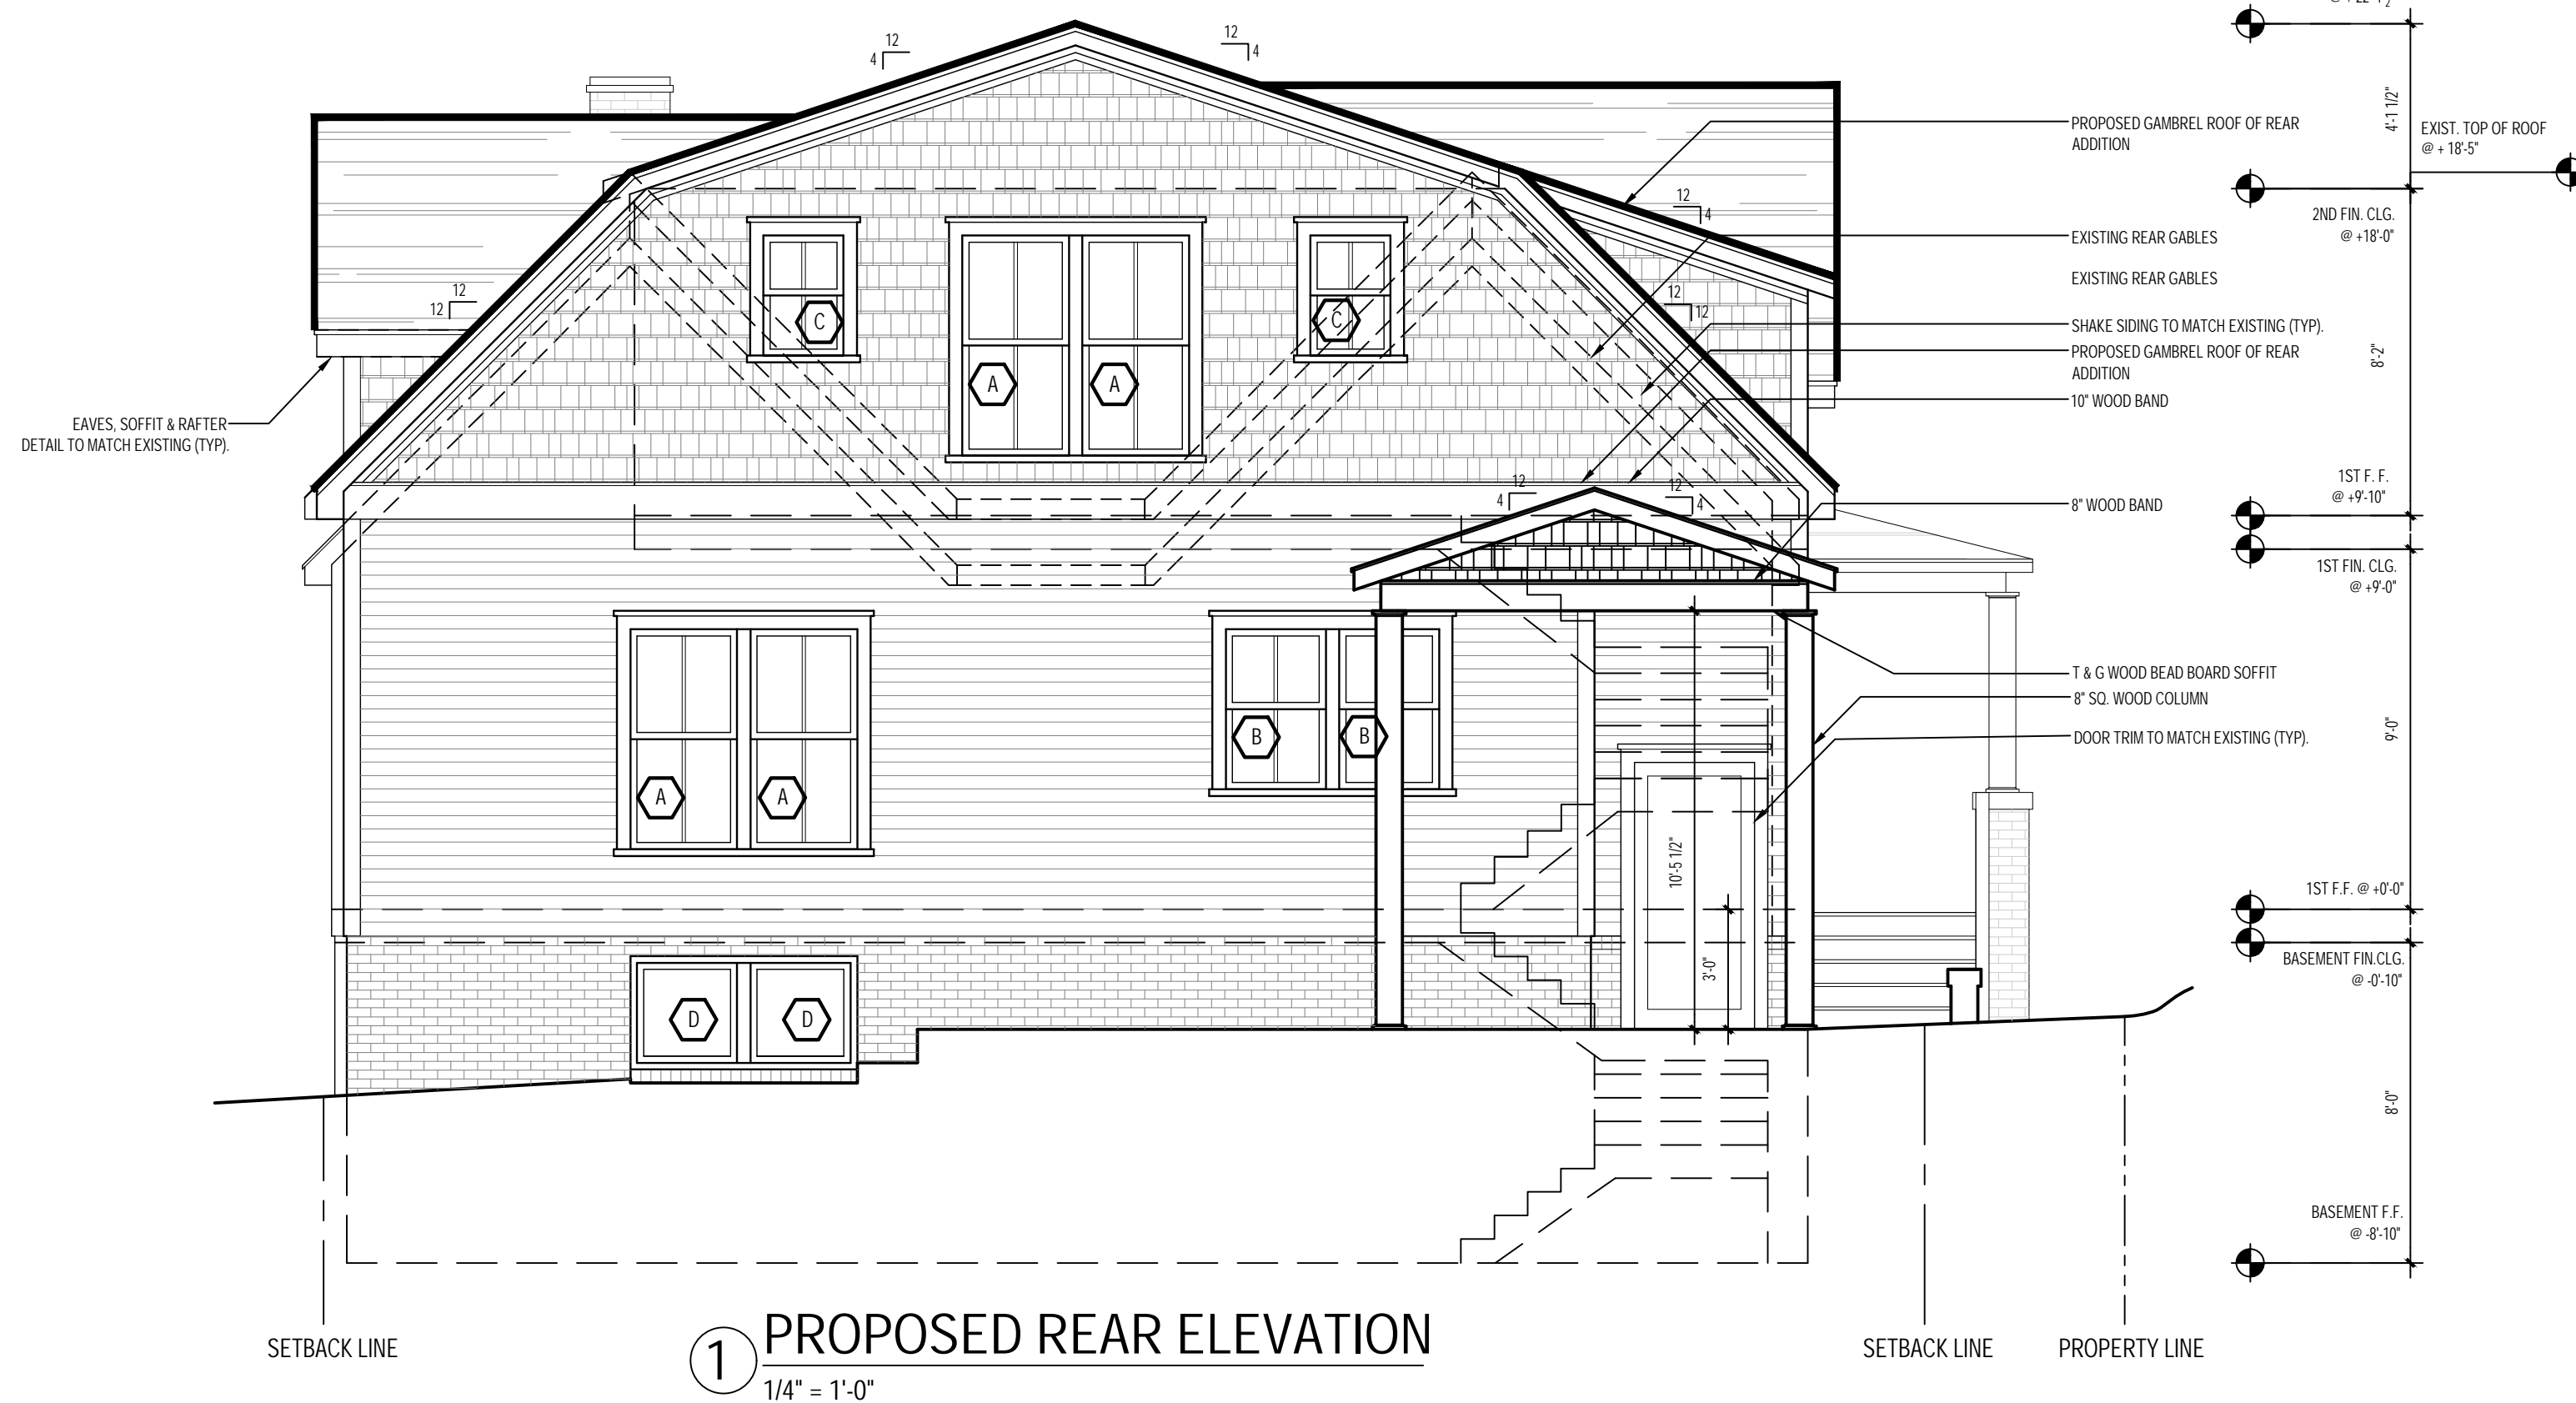 12
4
12
4
4'-1 1/2"
EXIST. TOP OF ROOF
@ + 18'-5"
PROPOSED GAMBREL ROOF OF REAR
ADDITION
12
4
2ND FIN. CLG.
@ +18'-0"
EXISTING REAR GABLES
EXISTING REAR GABLES
12
12
12
12
C
C
SHAKE SIDING TO MATCH EXISTING (TYP).
PROPOSED GAMBREL ROOF OF REAR
ADDITION
8'-2"
A
A
10" WOOD BAND
EAVES, SOFFIT & RAFTER
DETAIL TO MATCH EXISTING (TYP).
12
4
12
4
1ST F. F.
@ +9'-10"
8" WOOD BAND
1ST FIN. CLG.
@ +9'-0"
T & G WOOD BEAD BOARD SOFFIT
8" SQ. WOOD COLUMN
DOOR TRIM TO MATCH EXISTING (TYP).
9'-0"
B
B
A
A
10'-5 1/2"
1ST F.F. @ +0'-0"
3'-0"
BASEMENT FIN.CLG.
@ -0'-10"
D
D
8'-0"
BASEMENT F.F.
@ -8'-10"
SETBACK LINE
1
PROPOSED REAR ELEVATION
1/4" = 1'-0"
SETBACK LINE
PROPERTY LINE